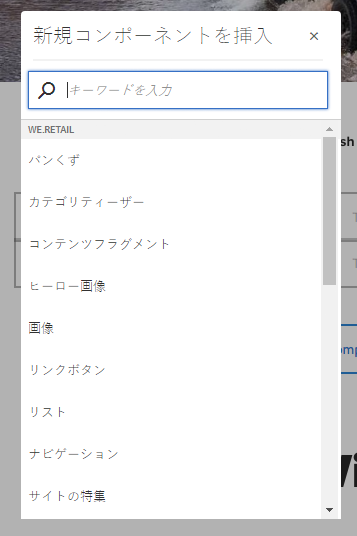 新規コンポーネントを挿入
×
キーワードを入力
WE.RETAIL
パンくず
カテゴリティーザー
コンテンツフラグメント
ヒーロー画像
画像
リンクボタン
リスト
ナビゲーション
サイトの特集